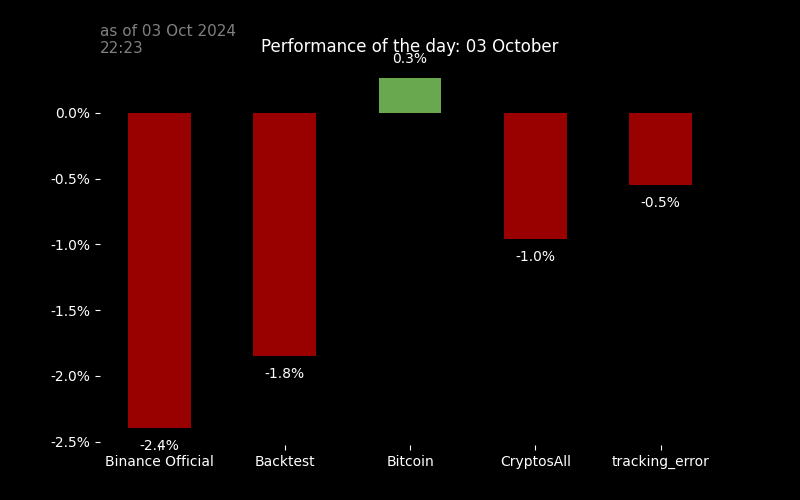 as of 03 Oct 2024
22:23
Performance of the day: 03 October
0.3%
0.0%
-0.5%
-1.0%
-1.5%
-2.0%
-2.5%
-2.4%
-1.8%
-1.0%
-0.5%
Binance Official
Backtest
Bitcoin
CryptosAll
tracking_error